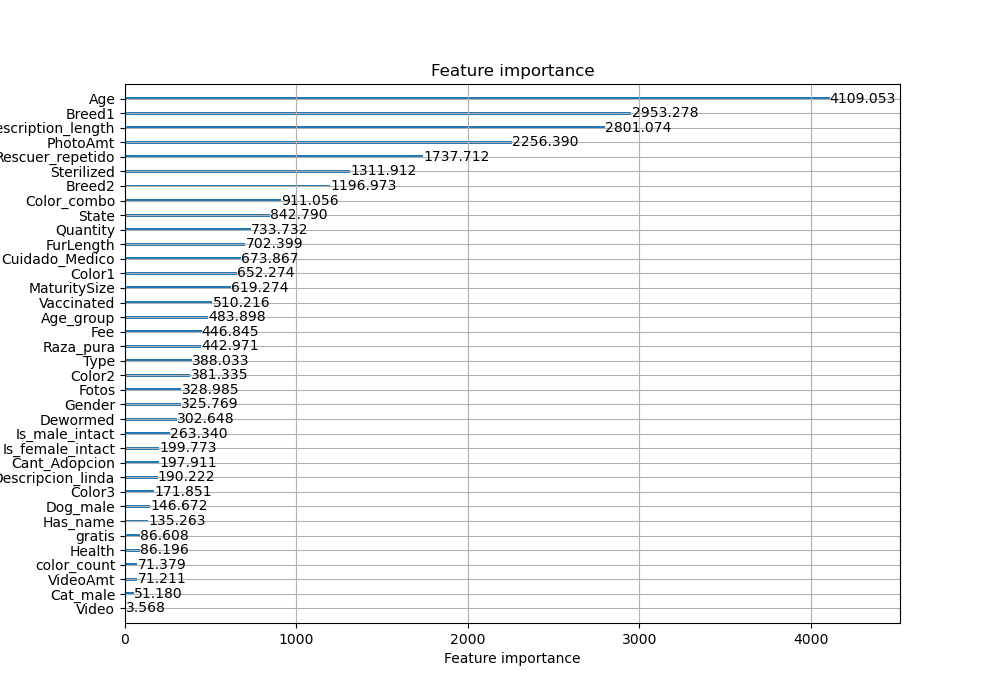 Feature importance
Age 4109.053
Breed1 2953.278
escription_length 2801.074
PhotoAmt 2256.390
Rescuer_repetido 1737.712
Sterilized 1311.912
Breed2 1196.973
Color_combo 911.056
State 842.790
Quantity 733.732
FurLength 702.399
Cuidado_Medico 673.867
Color1 652.274
MaturitySize 619.274
Vaccinated 510.216
Age_group 483.898
Fee 446.845
Raza_pura 442.971
Type 388.033
Color2 381.335
Fotos 328.985
Gender 325.769
Dewormed 302.648
Is_male_intact 263.340
Is_female_intact 199.773
Cant_Adopcion 197.911
Descripcion_linda 190.222
Color3 171.851
Dog_male 146.672
Has_name 135.263
gratis 86.608
Health 86.196
color_count 71.379
VideoAmt 71.211
Cat_male 51.180
Video 3.568
0 1000 2000 3000 4000
Feature importance